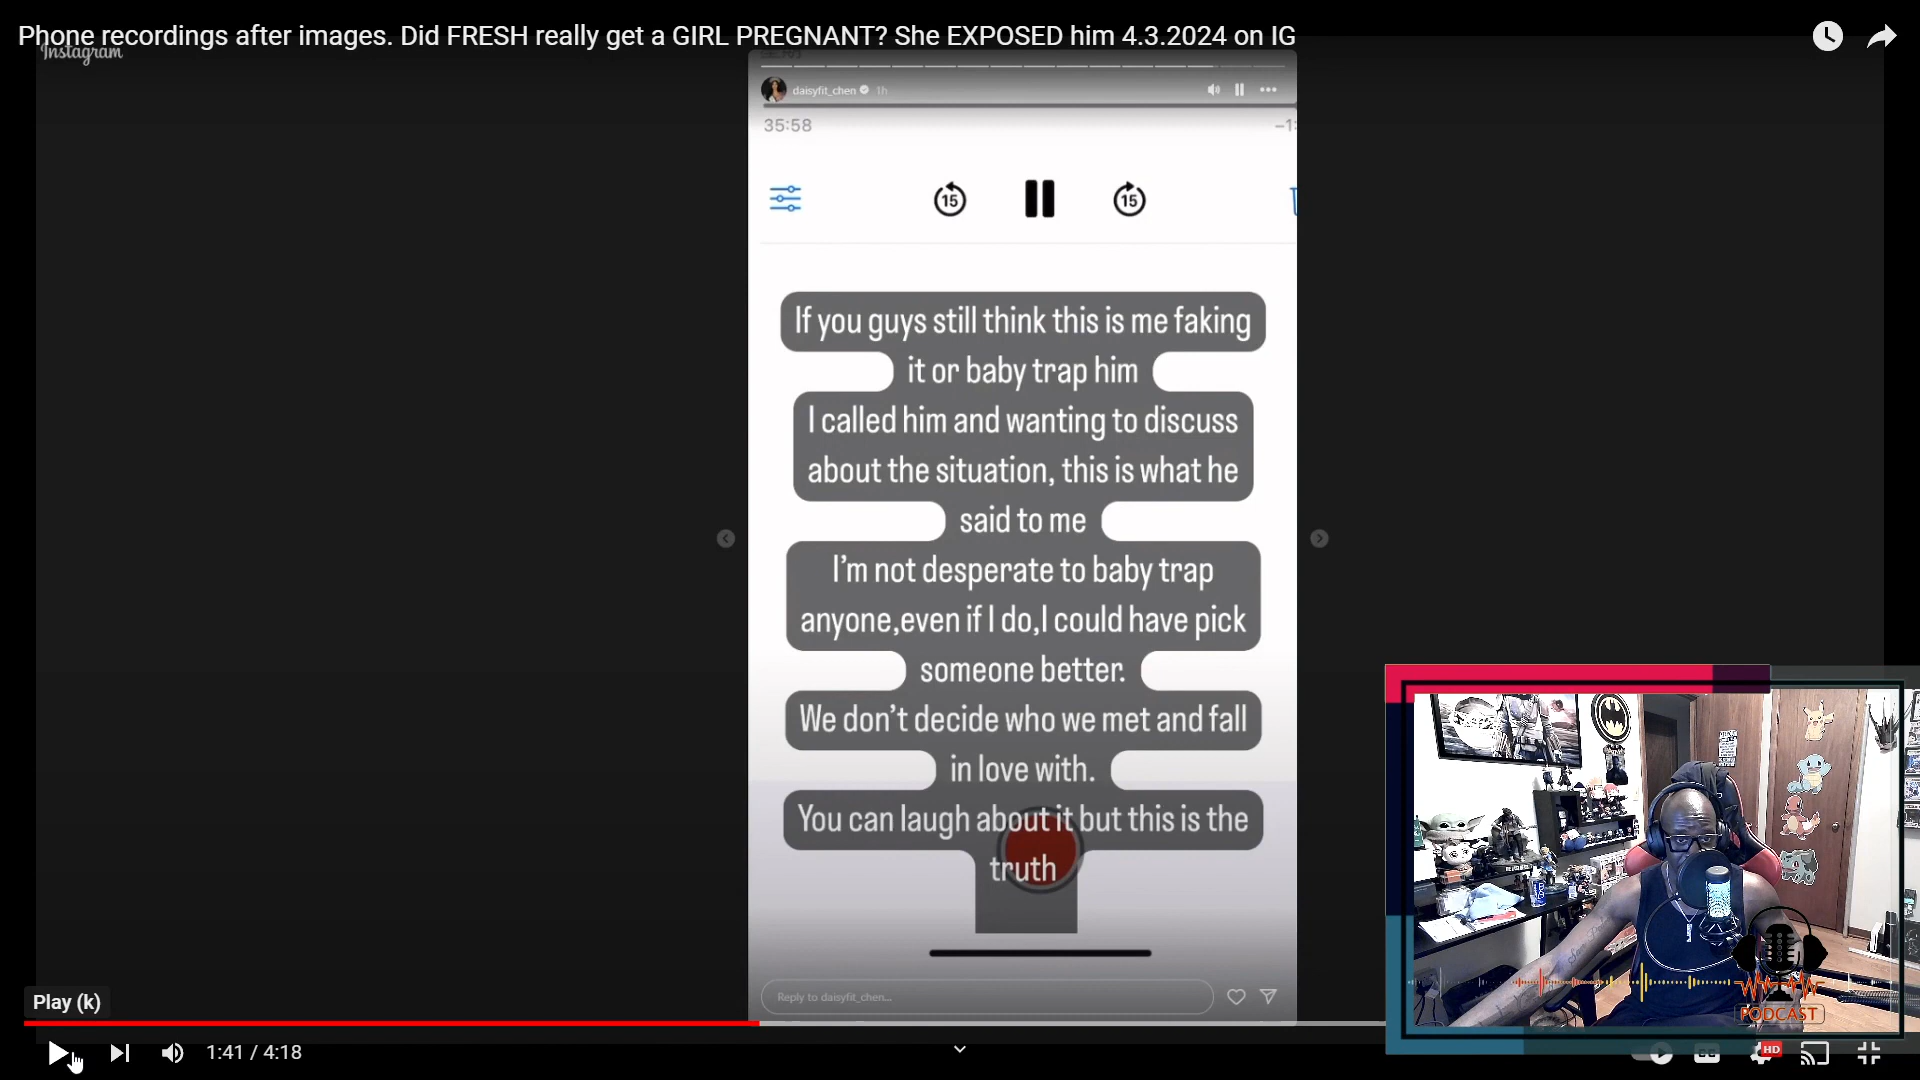 Phone recordings after images. Did FRESH really get a GIRL PREGNANT? She EXPOSED him 4.3.2024 on IG
Instagram
daisyfit_chen 1h
35:58
15
15
If you guys still think this is me faking
it or baby trap him
I called him and wanting to discuss
about the situation, this is what he
said to me
I'm not desperate to baby trap
anyone,even if I do,I could have pick
someone better.
We don't decide who we met and fall
in love with.
You can laugh about it but this is the
truth
Reply to daisyfit_chen...
Play (k)
PODCAST
1:41 / 4:18
CC
HD